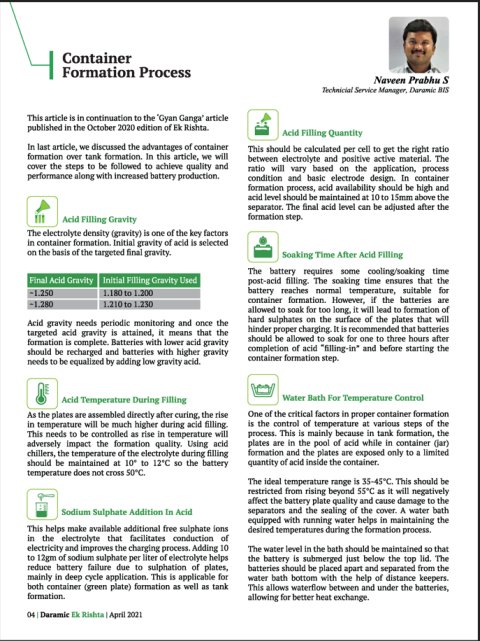 Container
Formation Process
Naveen Prabhu S
Technicial Service Manager, Daramic BIS
This article is in continuation to the 'Gyan Ganga' article
published in the October 2020 edition of Ek Rishta.
In last article, we discussed the advantages of container
formation over tank formation. In this article, we will
cover the steps to be followed to achieve quality and
performance along with increased battery production.
Acid Filling Gravity
The electrolyte density (gravity) is one of the key factors
in container formation. Initial gravity of acid is selected
on the basis of the targeted final gravity.
Final Acid Gravity Initial Filling Gravity Used
~1.250 1.180 to 1.200
~1.280 1.210 to 1.230
Acid gravity needs periodic monitoring and once the
targeted acid gravity is attained, it means that the
formation is complete. Batteries with lower acid gravity
should be recharged and batteries with higher gravity
needs to be equalized by adding low gravity acid.
Acid Temperature During Filling
As the plates are assembled directly after curing, the rise
in temperature will be much higher during acid filling.
This needs to be controlled as rise in temperature will
adversely impact the formation quality. Using acid
chillers, the temperature of the electrolyte during filling
should be maintained at 10° to 12°C so the battery
temperature does not cross 50°C.
Sodium Sulphate Addition In Acid
This helps make available additional free sulphate ions
in the electrolyte that facilitates conduction of
electricity and improves the charging process. Adding 10
to 12gm of sodium sulphate per liter of electrolyte helps
reduce battery failure due to sulphation of plates,
mainly in deep cycle application. This is applicable for
both container (green plate) formation as well as tank
formation.
Acid Filling Quantity
This should be calculated per cell to get the right ratio
between electrolyte and positive active material. The
ratio will vary based on the application, process
condition and basic electrode design. In container
formation process, acid availability should be high and
acid level should be maintained at 10 to 15mm above the
separator. The final acid level can be adjusted after the
formation step.
Soaking Time After Acid Filling
The battery requires some cooling/soaking time
post-acid filling. The soaking time ensures that the
battery reaches normal temperature, suitable for
container formation. However, if the batteries are
allowed to soak for too long, it will lead to formation of
hard sulphates on the surface of the plates that will
hinder proper charging. It is recommended that batteries
should be allowed to soak for one to three hours after
completion of acid "filling-in" and before starting the
container formation step.
Water Bath For Temperature Control
One of the critical factors in proper container formation
is the control of temperature at various steps of the
process. This is mainly because in tank formation, the
plates are in the pool of acid while in container (jar)
formation and the plates are exposed only to a limited
quantity of acid inside the container.
The ideal temperature range is 35-45°C. This should be
restricted from rising beyond 55°C as it will negatively
affect the battery plate quality and cause damage to the
separators and the sealing of the cover. A water bath
equipped with running water helps in maintaining the
desired temperatures during the formation process.
The water level in the bath should be maintained so that
the battery is submerged just below the top lid. The
batteries should be placed apart and separated from the
water bath bottom with the help of distance keepers.
This allows waterflow between and under the batteries,
allowing for better heat exchange.
04 | Daramic Ek Rishta | April 2021